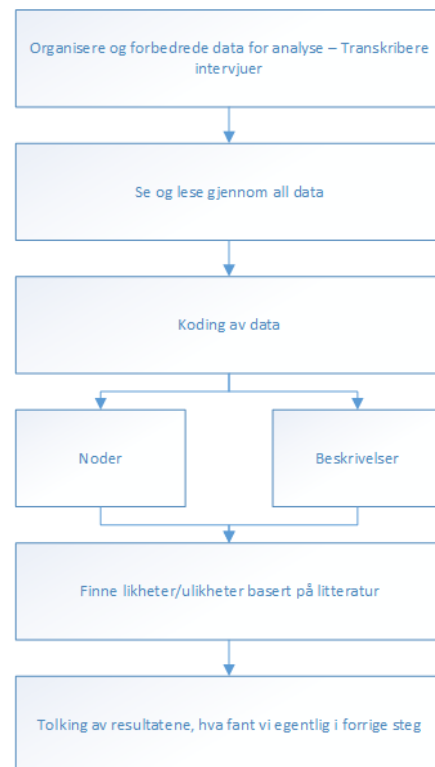 Organisere og forbedrede data for analyse – Transkribere
intervjuer
Se og lese gjennom all data
Koding av data
Noder
Beskrivelser
Finne likheter/ulikheter basert på litteratur
Tolking av resultatene, hva fant vi egentlig i forrige steg